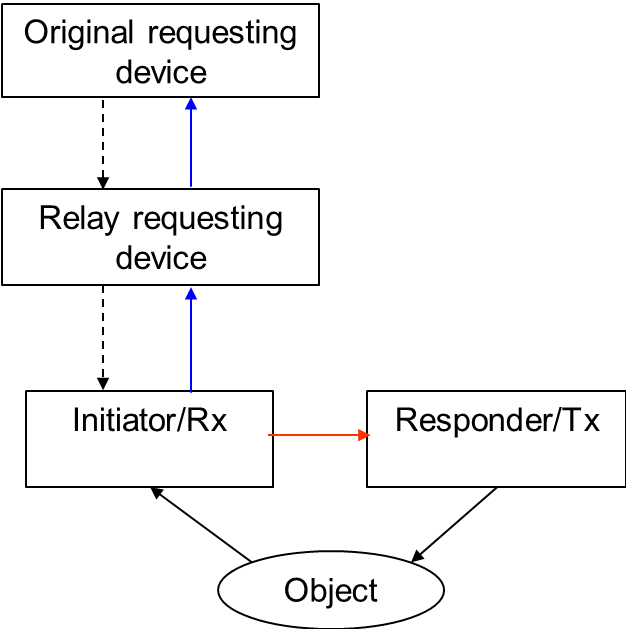 Original requesting
device
Relay requesting
device
Initiator/Rx
Responder/Tx
Object